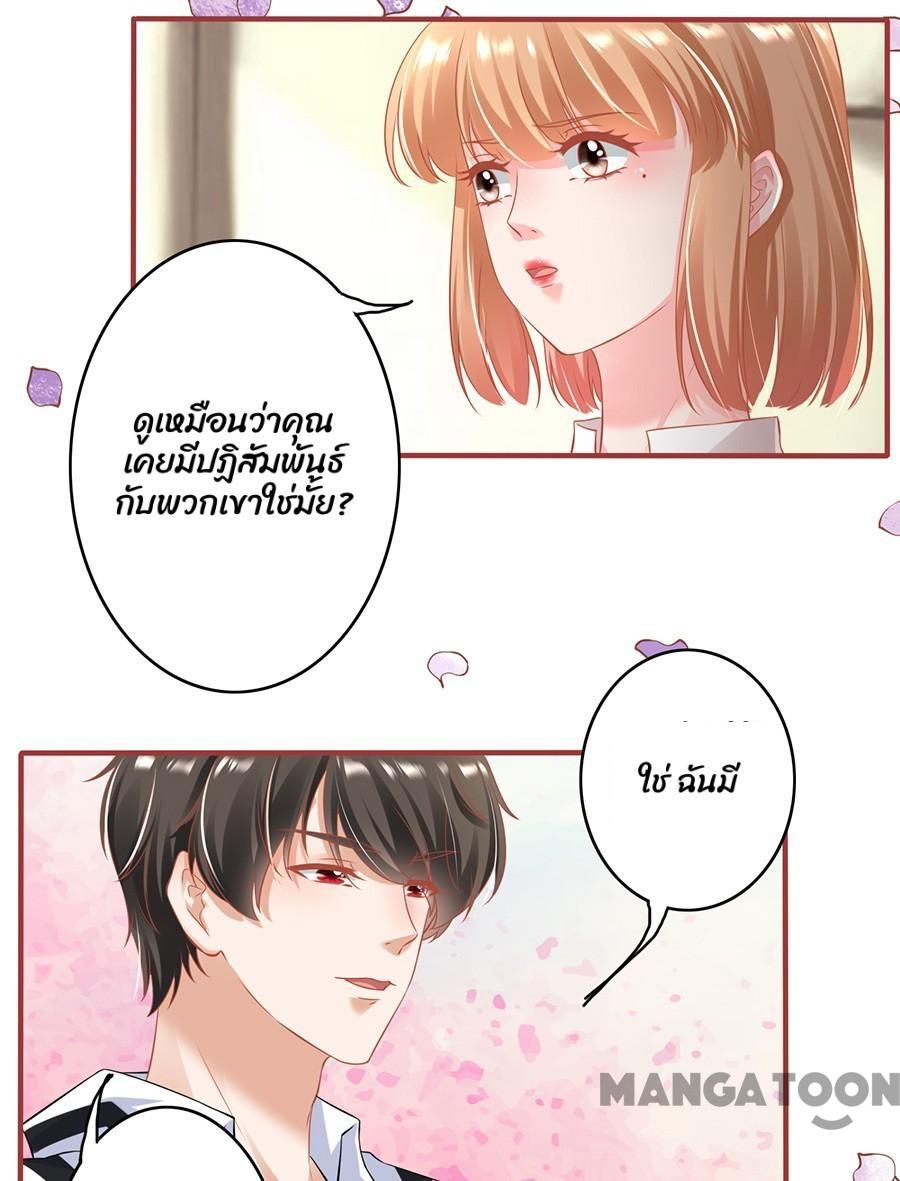 ดูเหมือนว่าคุณ
เคยมีปฏิสัมพันธ์
กับพวกเขาใช่มั้ย?
ใช่ ฉันมี
MANGATOON